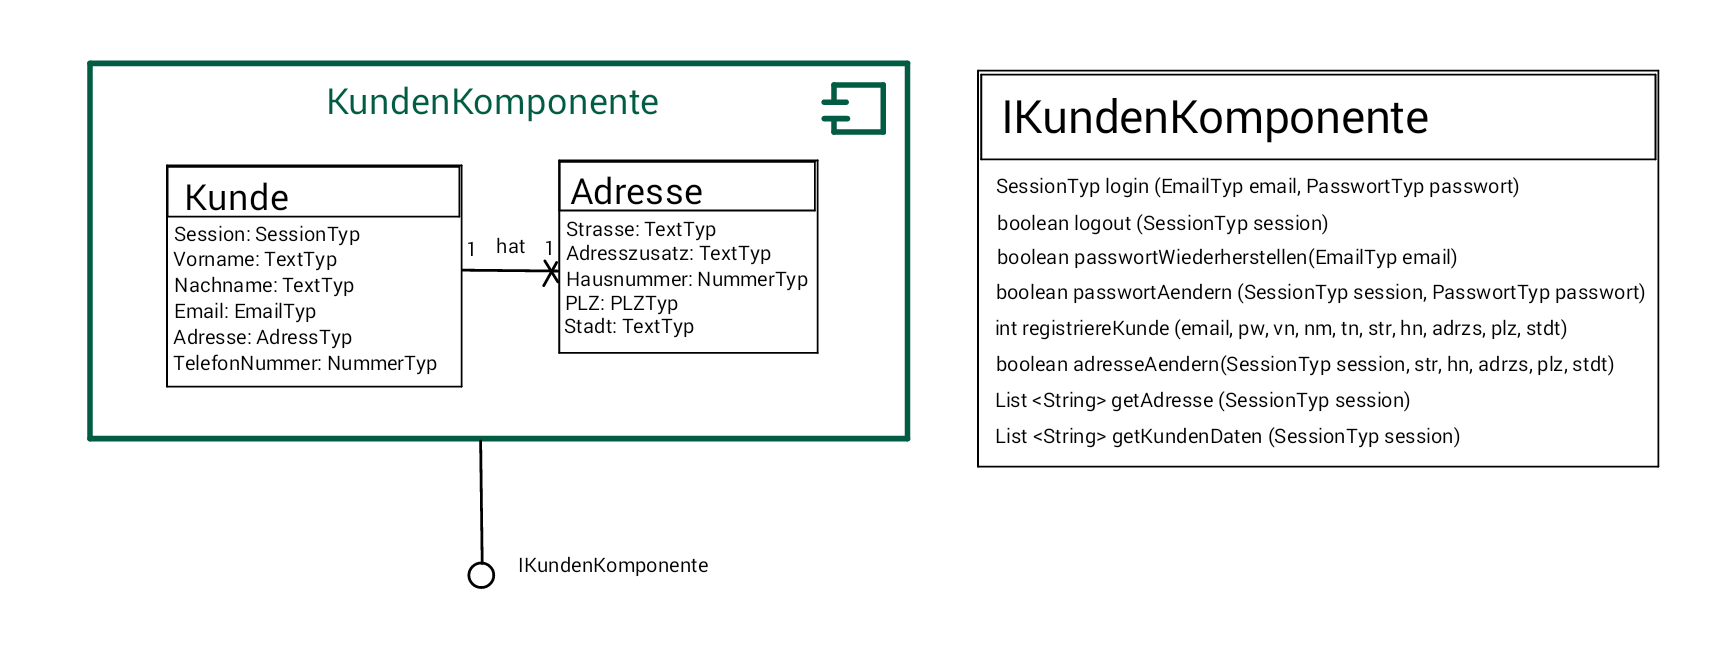 KundenKomponente
Kunde
Session: SessionTyp
Vorname: TextTyp
Nachname: TextTyp
Email: EmailTyp
Adresse: AdressTyp
TelefonNummer: NummerTyp
1 hat 1
Adresse
Strasse: TextTyp
Adresszusatz: TextTyp
Hausnummer: NummerTyp
PLZ: PLZTyp
Stadt: TextTyp
IKundenKomponente
IKundenKomponente
SessionTyp login (EmailTyp email, PasswortTyp passwort)
boolean logout (SessionTyp session)
boolean passwortWiederherstellen(EmailTyp email)
boolean passwortAendern (SessionTyp session, PasswortTyp passwort)
int registriereKunde (email, pw, vn, nm, tn, str, hn, adrzs, plz, stdt)
boolean adresseAendern(SessionTyp session, str, hn, adrzs, plz, stdt)
List <String> getAdresse (SessionTyp session)
List <String> getKundenDaten (SessionTyp session)